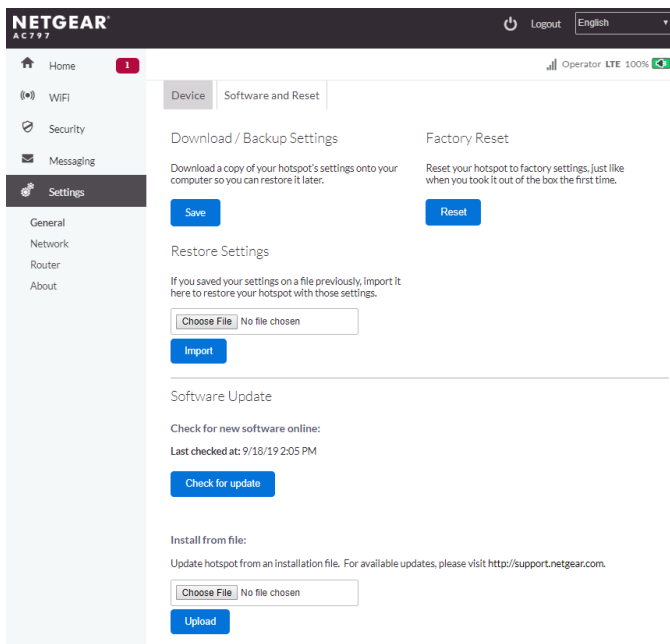 NETGEAR®
AC797
Logout
English
Home
1
Operator LTE 100%
WiFi
Security
Messaging
Settings
General
Network
Router
About
Device
Software and Reset
Download / Backup Settings
Download a copy of your hotspot's settings onto your
computer so you can restore it later.
Save
Factory Reset
Reset your hotspot to factory settings, just like
when you took it out of the box the first time.
Reset
Restore Settings
If you saved your settings on a file previously, import it
here to restore your hotspot with those settings.
Choose File No file chosen
Import
Software Update
Check for new software online:
Last checked at: 9/18/19 2:05 PM
Check for update
Install from file:
Update hotspot from an installation file. For available updates, please visit http://support.netgear.com.
Choose File No file chosen
Upload